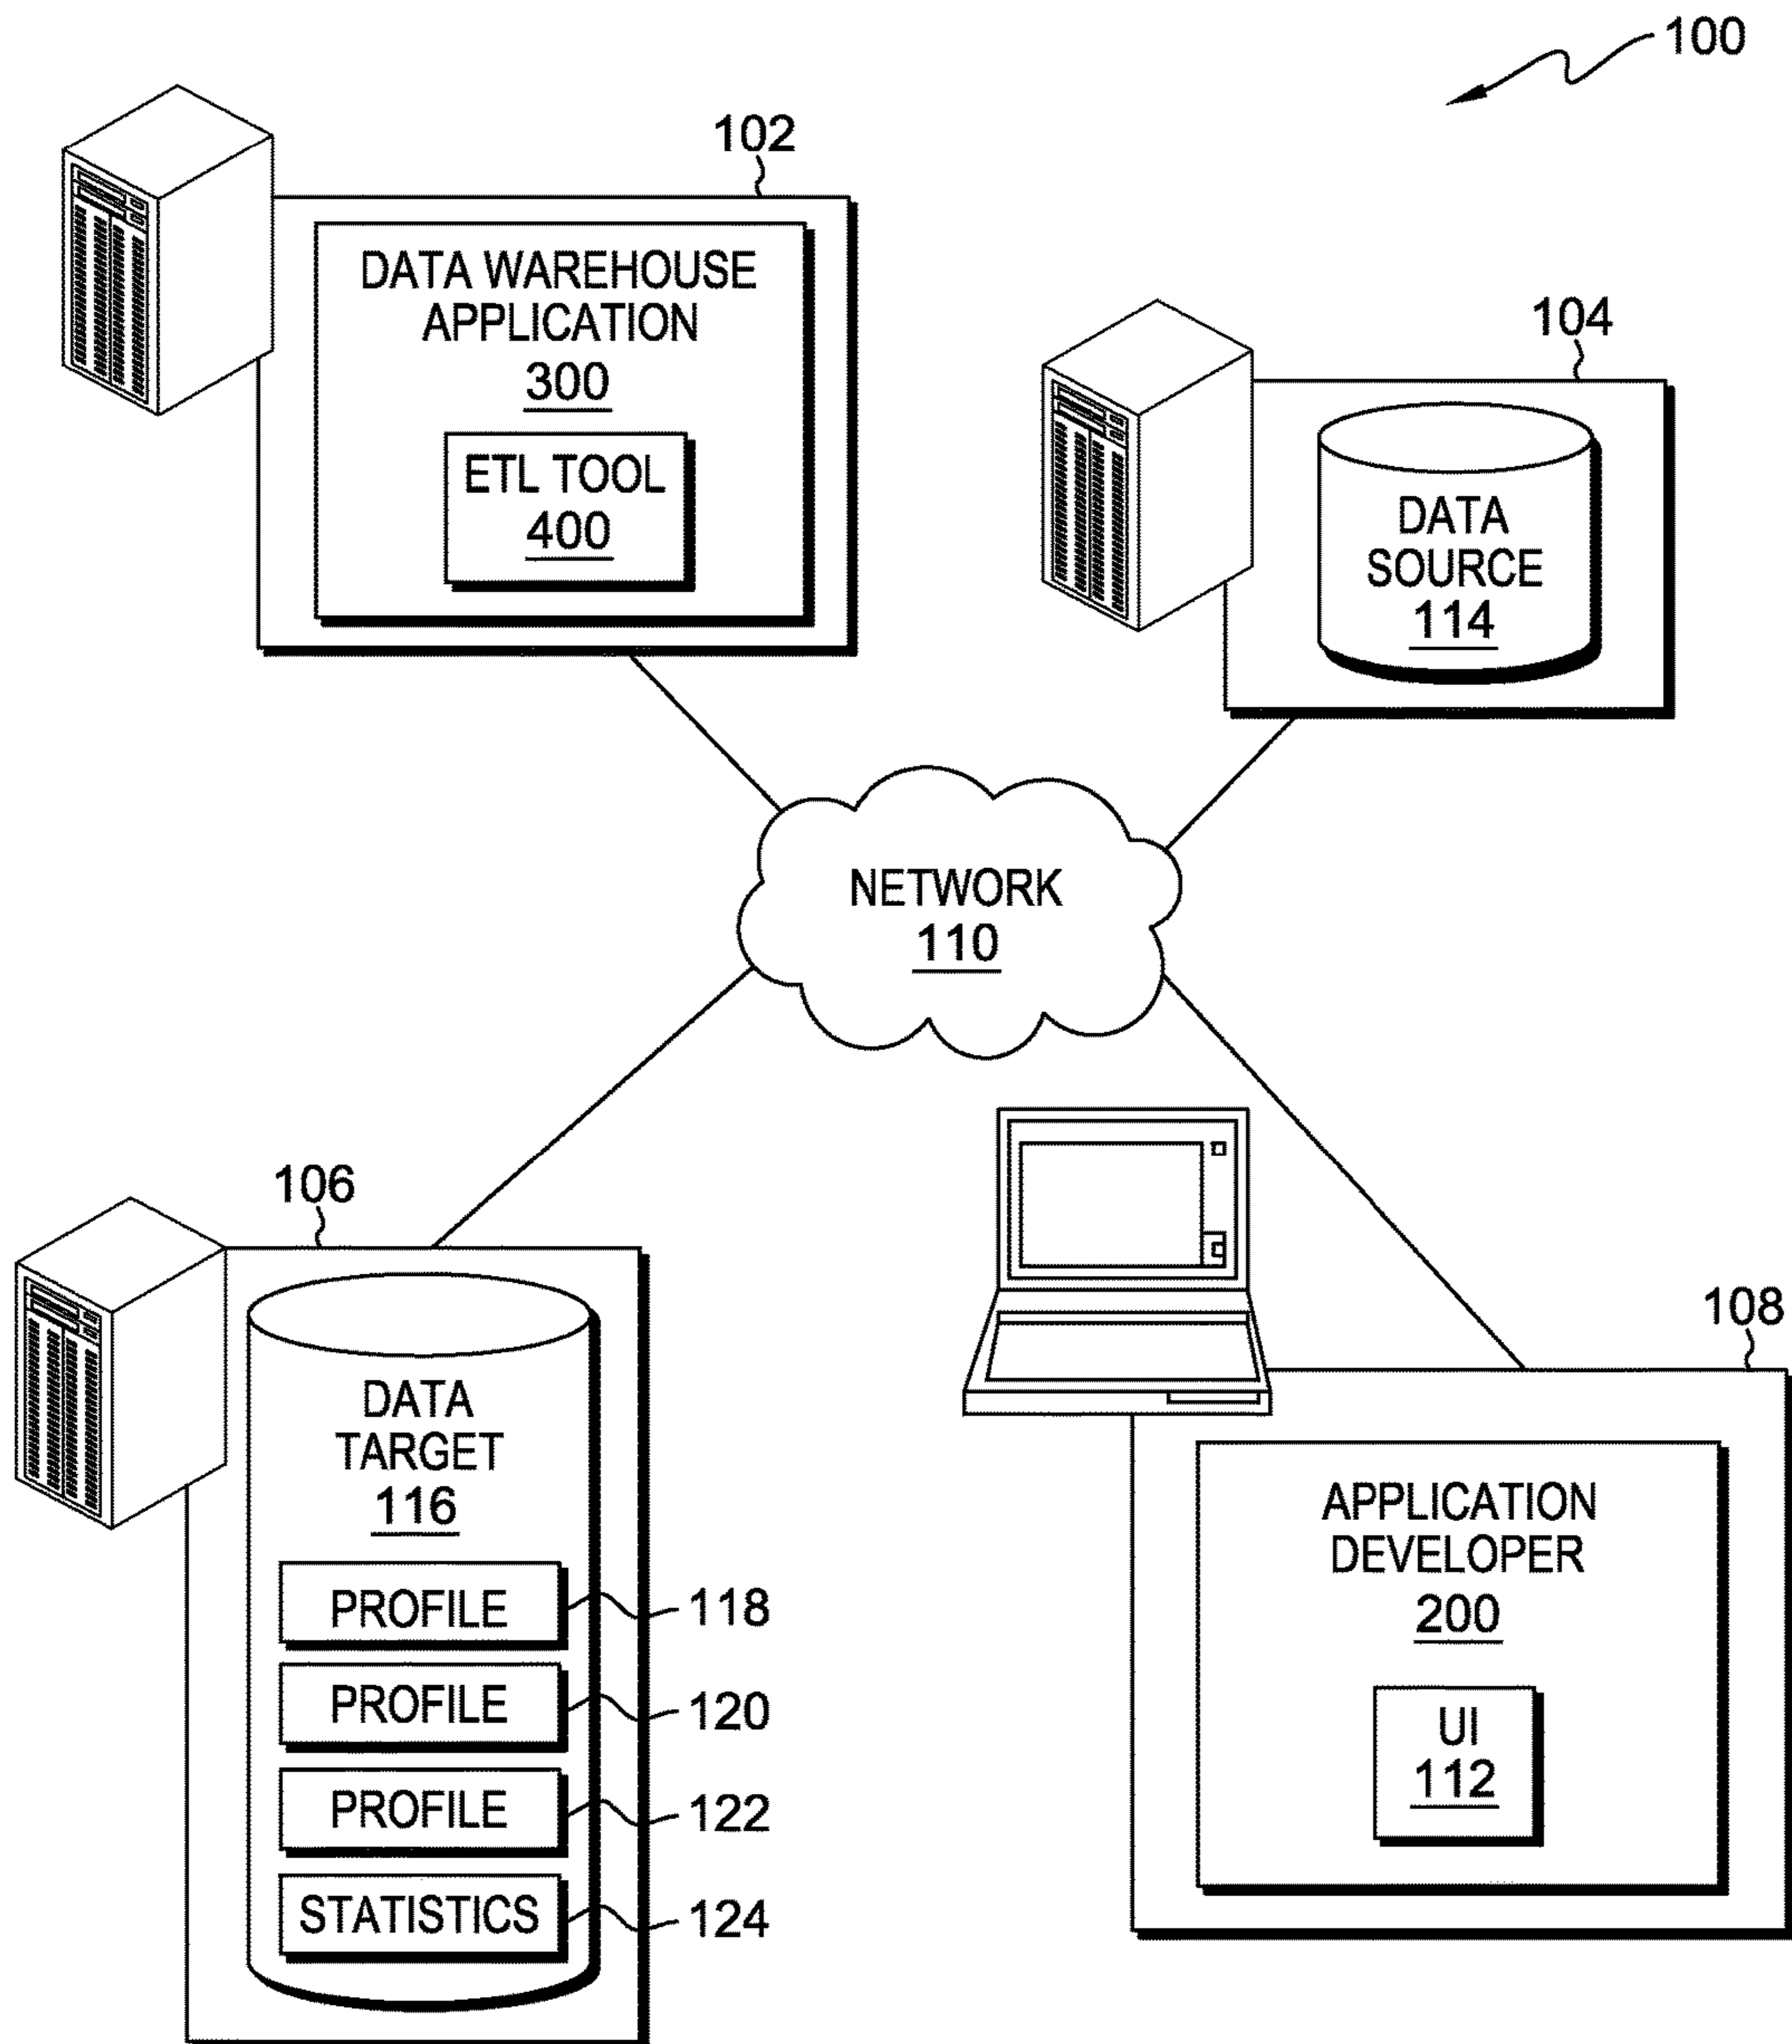 100
102
DATA WAREHOUSE
APPLICATION
300
ETL TOOL
400
104
DATA
SOURCE
114
NETWORK
110
106
DATA
TARGET
116
PROFILE
118
PROFILE
120
PROFILE
122
STATISTICS
124
108
APPLICATION
DEVELOPER
200
UI
112